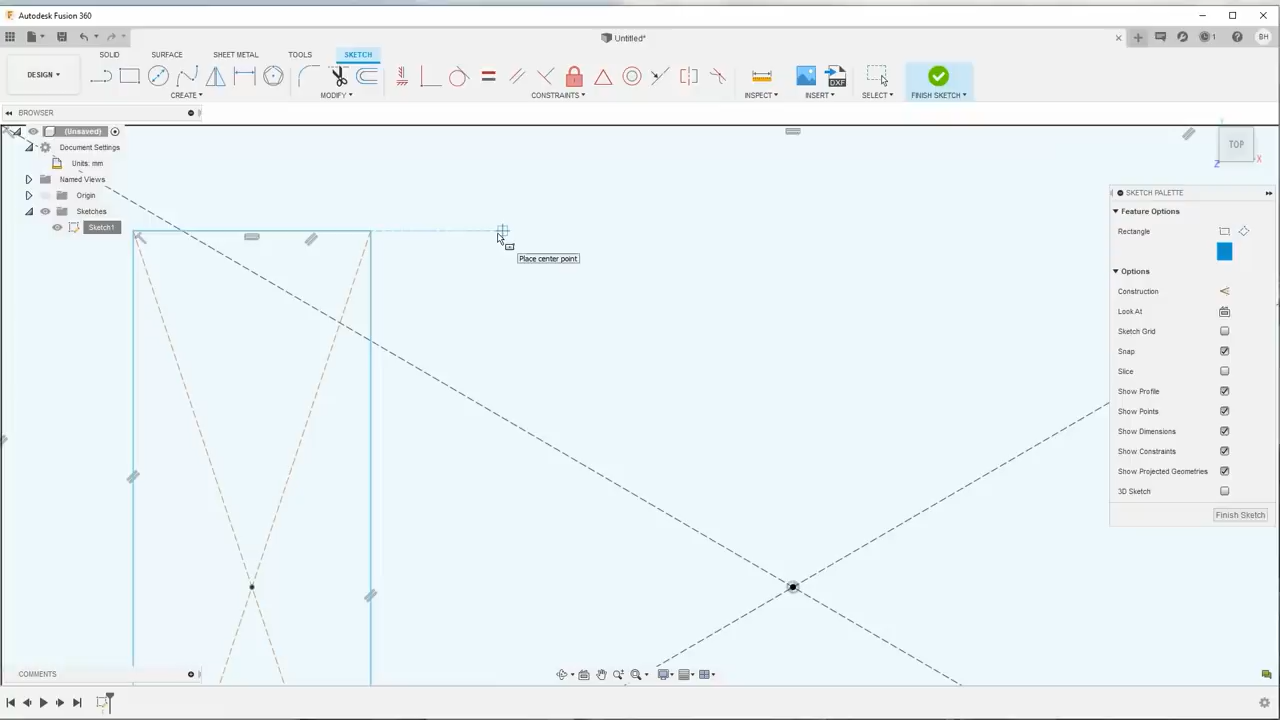 Autodesk Fusion 360
Untitled*
1
BH
DESIGN
SOLID
SURFACE
SHEET METAL
TOOLS
SKETCH
CREATE
MODIFY
CONSTRAINTS
INSPECT
INSERT
SELECT
FINISH SKETCH
DXF
BROWSER
(Unsaved)
Document Settings
Units: mm
Named Views
Origin
Sketches
Sketch1
Place center point
TOP
Y
X
Z
SKETCH PALETTE
Feature Options
Rectangle
Options
Construction
Look At
Sketch Grid
Snap
Slice
Show Profile
Show Points
Show Dimensions
Show Constraints
Show Projected Geometries
3D Sketch
Finish Sketch
COMMENTS